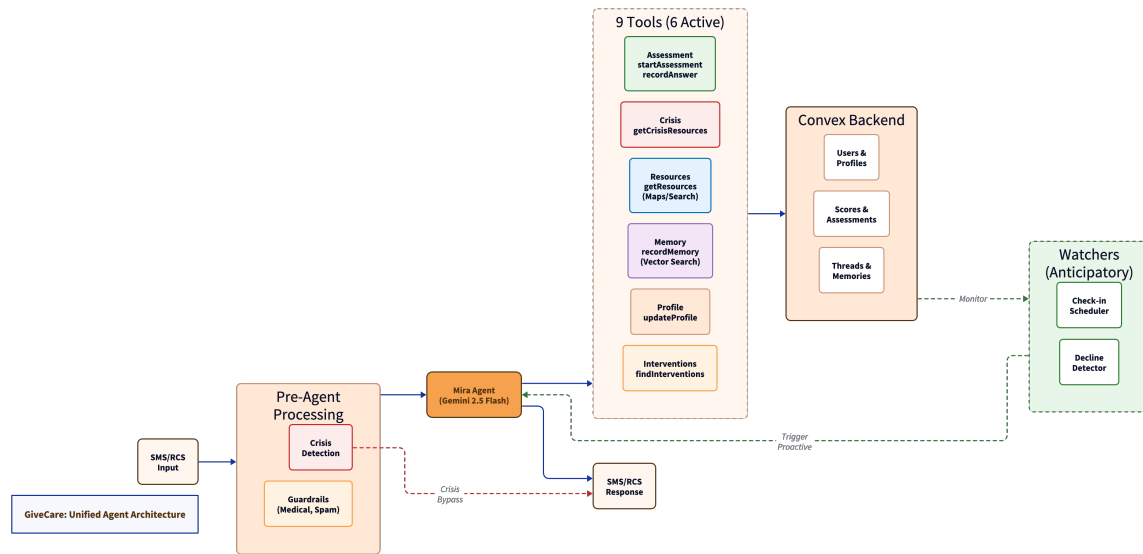 9 Tools (6 Active)
Assessment
startAssessment
recordAnswer
Crisis
getCrisisResources
Resources
getResources
(Maps/Search)
Memory
recordMemory
(Vector Search)
Profile
updateProfile
Interventions
findInterventions
Convex Backend
Users &
Profiles
Scores &
Assessments
Threads &
Memories
Watchers
(Anticipatory)
Check-in
Scheduler
Decline
Detector
Monitor
Trigger
Proactive
Mira Agent
(Gemini 2.5 Flash)
Pre-Agent
Processing
Crisis
Detection
Guardrails
(Medical, Spam)
SMS/RCS
Input
Crisis
Bypass
SMS/RCS
Response
GiveCare: Unified Agent Architecture